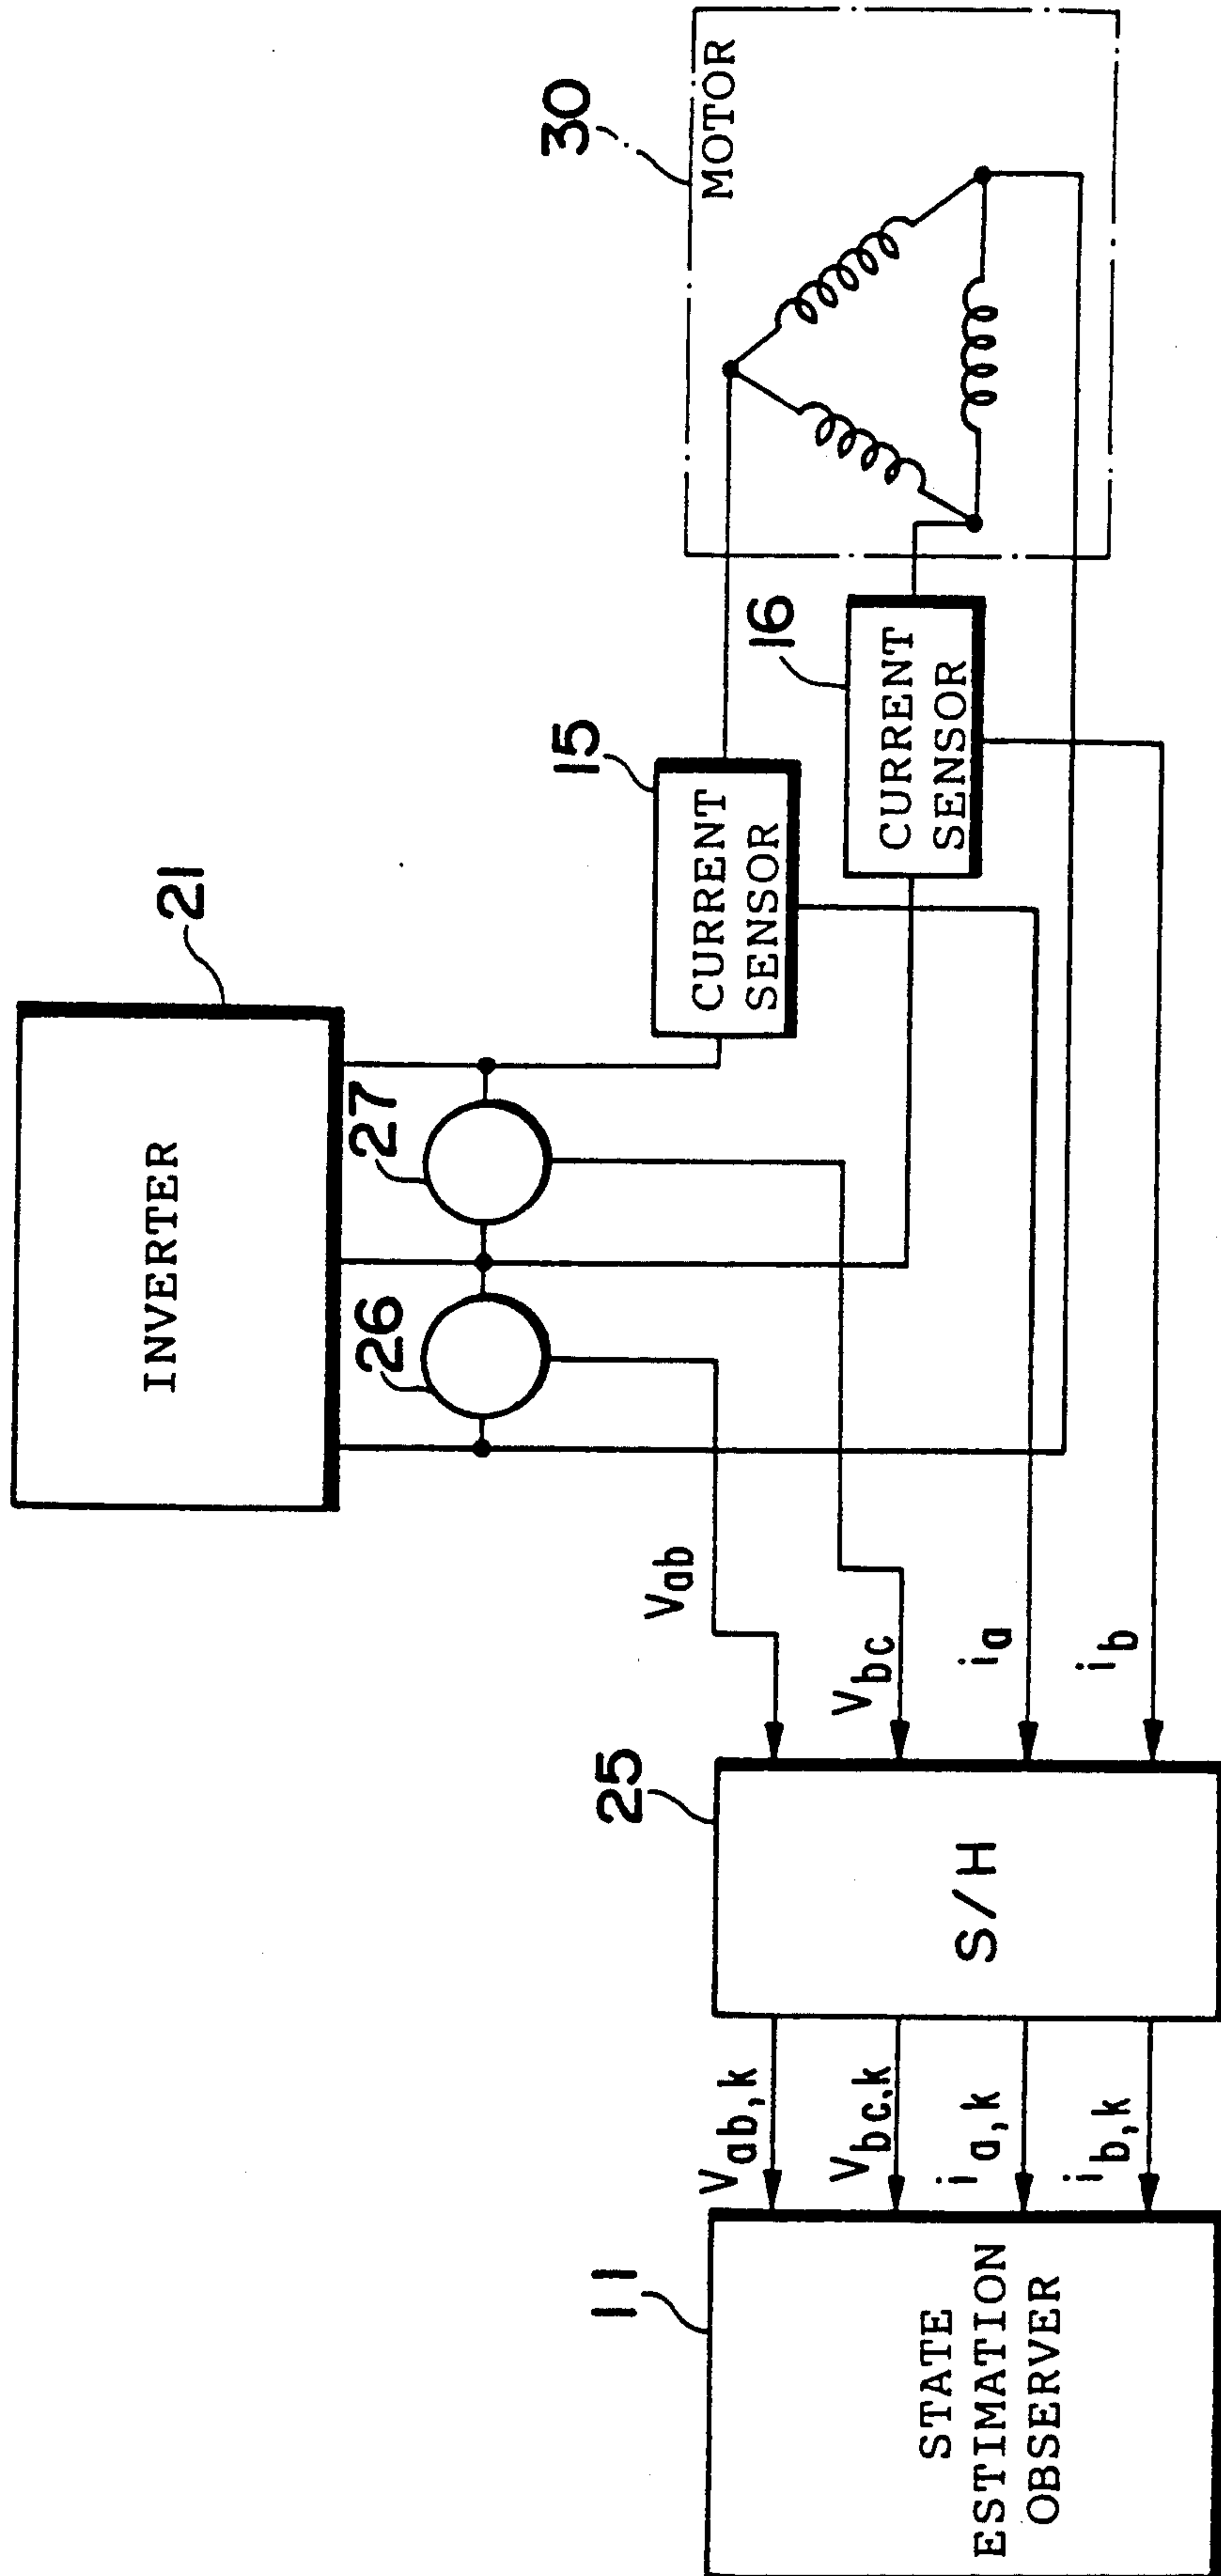 21
INVERTER
26
27
30
MOTOR
15
CURRENT
SENSOR
16
CURRENT
SENSOR
Vab
Vbc
ia
ib
25
S/H
Vab,k
Vbc.k
ia,k
ib,k
11
STATE
ESTIMATION
OBSERVER